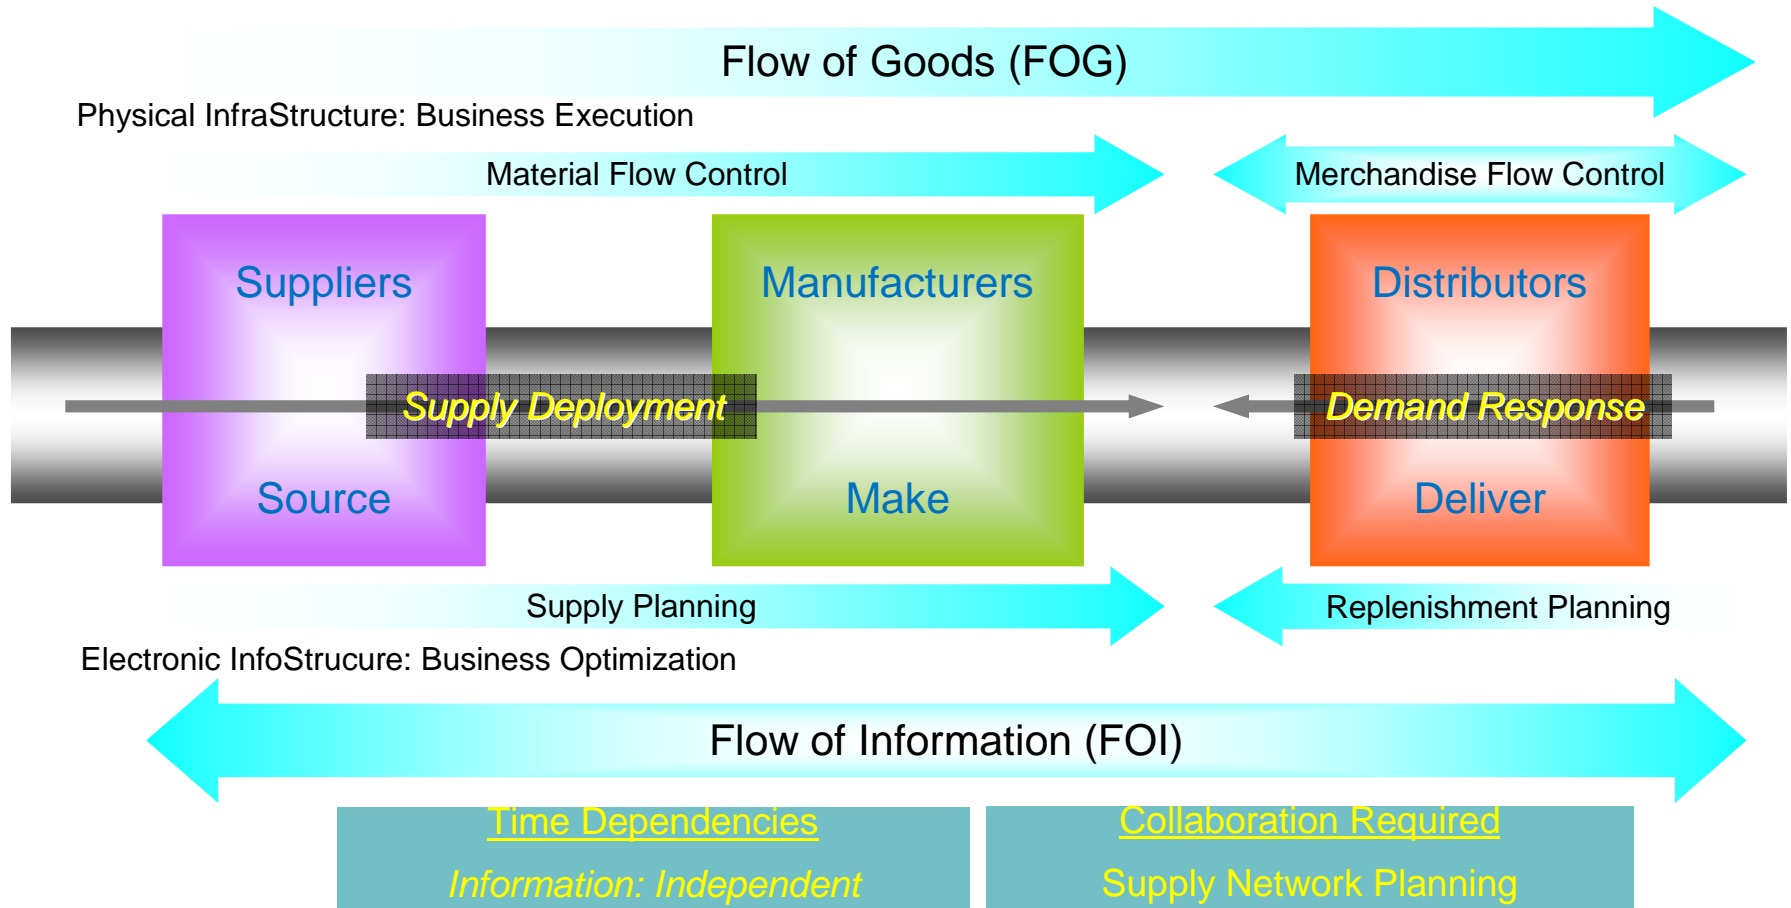 Flow of Goods (FOG)
Physical InfraStructure: Business Execution
Material Flow Control
Merchandise Flow Control
Suppliers
Manufacturers
Distributors
Supply Deployment
Demand Response
Source
Make
Deliver
Supply Planning
Replenishment Planning
Electronic InfoStrucure: Business Optimization
Flow of Information (FOI)
Time Dependencies
Information: Independent
Collaboration Required
Supply Network Planning